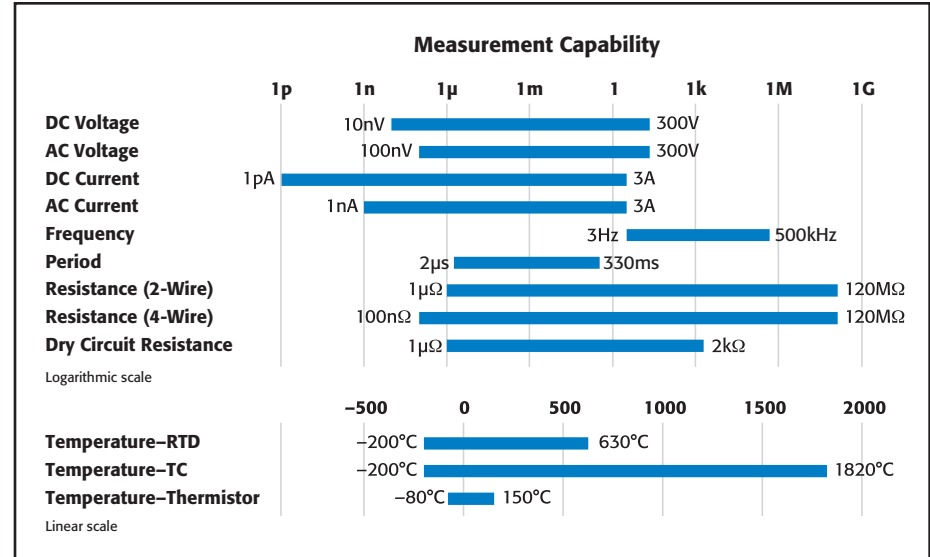 Measurement Capability
1p 1n 1µ 1m 1 1k 1M 1G
DC Voltage 10nV 300V
AC Voltage 100nV 300V
DC Current 1pA 3A
AC Current 1nA 3A
Frequency 3Hz 500kHz
Period 2µs 330ms
Resistance (2-Wire) 1µΩ 120MΩ
Resistance (4-Wire) 100nΩ 120MΩ
Dry Circuit Resistance 1µΩ 2kΩ
Logarithmic scale
−500 0 500 1000 1500 2000
Temperature–RTD −200°C 630°C
Temperature–TC −200°C 1820°C
Temperature–Thermistor −80°C 150°C
Linear scale